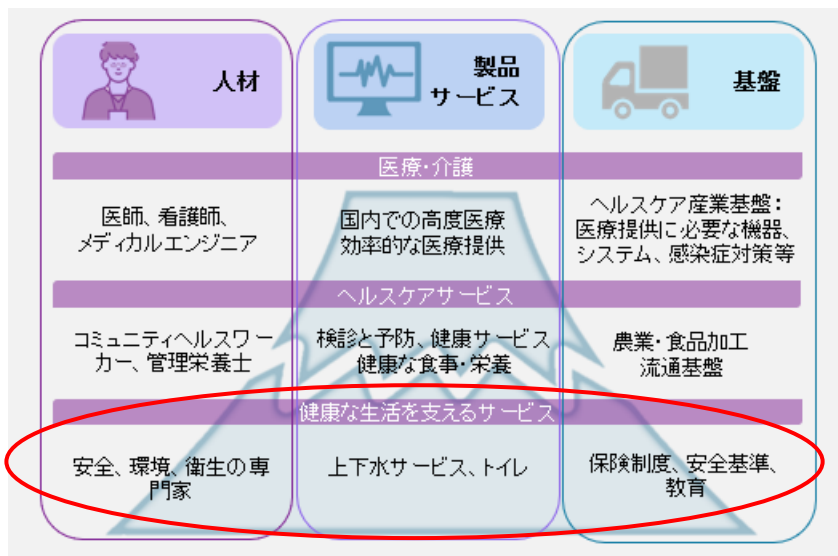 人材
製品
サービス
基盤
医療・介護
医師、看護師、
メディカルエンジニア
国内での高度医療
効率的な医療提供
ヘルスケア産業基盤：
医療提供に必要な機器、
システム、感染症対策等
ヘルスケアサービス
コミュニティヘルスワー
カー、管理栄養士
検診と予防、健康サービス
健康な食事・栄養
農業・食品加工
流通基盤
健康な生活を支えるサービス
安全、環境、衛生の専
門家
上下水サービス、トイレ
保険制度、安全基準、
教育